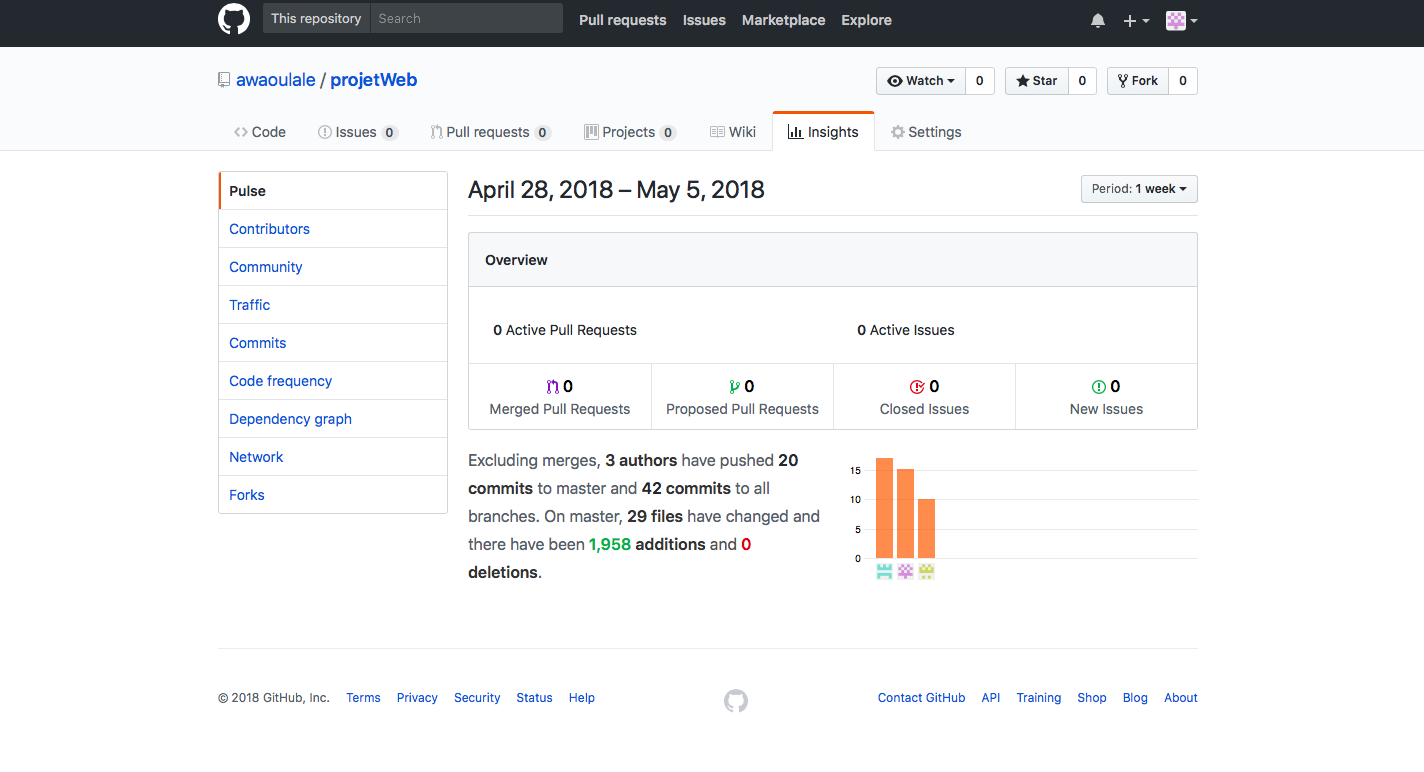 This repository Search Pull requests Issues Marketplace Explore
awaoulale / projetWeb Watch 0 Star 0 Fork 0
Code Issues 0 Pull requests 0 Projects 0 Wiki Insights Settings
Pulse
Contributors
Community
Traffic
Commits
Code frequency
Dependency graph
Network
Forks
April 28, 2018 – May 5, 2018 Period: 1 week
Overview
0 Active Pull Requests 0 Active Issues
0 0 0 0
Merged Pull Requests Proposed Pull Requests Closed Issues New Issues
Excluding merges, 3 authors have pushed 20
commits to master and 42 commits to all
branches. On master, 29 files have changed and
there have been 1,958 additions and 0
deletions.
15
10
5
0
© 2018 GitHub, Inc. Terms Privacy Security Status Help Contact GitHub API Training Shop Blog About